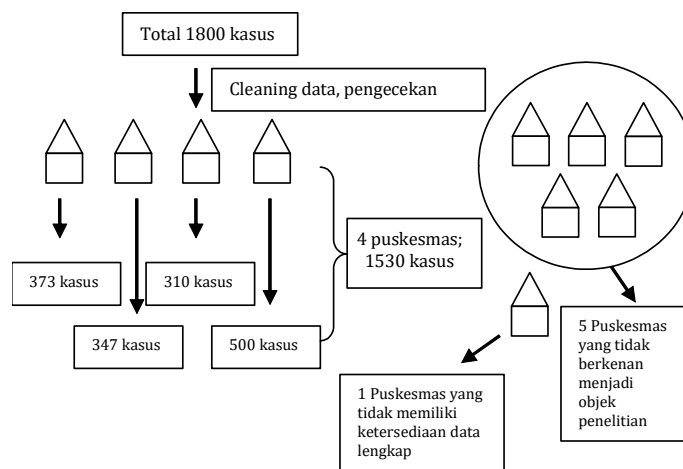 Total 1800 kasus
Cleaning data, pengecekan
373 kasus
310 kasus
347 kasus
500 kasus
4 puskesmas;
1530 kasus
5 Puskesmas
yang tidak
berkenan
menjadi
objek
penelitian
1 Puskesmas yang
tidak memiliki
ketersediaan data
lengkap